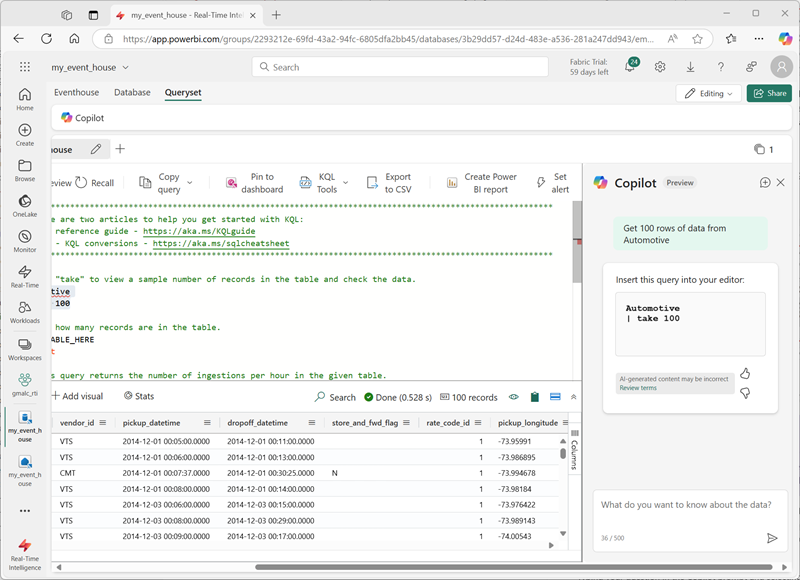 my_event_house - Real-Time Intel
https://app.powerbi.com/groups/2293212e-69fd-43a2-94fc-6805dfa2bb45/databases/3b29dd57-d24d-483e-a536-281a247dd943/em...
my_event_house
Search
Fabric Trial:
59 days left
24
Home
Create
Browse
OneLake
Monitor
Real-Time
Workloads
Workspaces
gmalc_rti
my_event_h
ouse
my_event_h
ouse
Real-Time
Intelligence
Eventhouse
Database
Queryset
Editing
Share
Copilot
house
1
eview
Recall
Copy
query
Pin to
dashboard
KQL
Tools
Export
to CSV
Create Power
BI report
Set
alert
e are two articles to help you get started with KQL:
reference guide - https://aka.ms/KQLguide
- KQL conversions - https://aka.ms/sqlcheatsheet
"take" to view a sample number of records in the table and check the data.
tive
100
how many records are in the table.
ABLE_HERE
t
s query returns the number of ingestions per hour in the given table.
Add visual
Stats
Search
Done (0.528 s)
100 records
vendor_id pickup_datetime dropoff_datetime store_and_fwd_flag rate_code_id pickup_longitude
VTS 2014-12-01 00:05:00.0000 2014-12-01 00:11:00.0000 1 -73.95991
VTS 2014-12-01 00:06:00.0000 2014-12-01 00:13:00.0000 1 -73.986895
CMT 2014-12-01 00:07:37.0000 2014-12-01 00:30:25.0000 N 1 -73.994678
VTS 2014-12-01 00:08:00.0000 2014-12-01 00:14:00.0000 1 -73.98184
VTS 2014-12-03 00:06:00.0000 2014-12-03 00:15:00.0000 1 -73.976422
VTS 2014-12-03 00:08:00.0000 2014-12-03 00:29:00.0000 1 -73.989143
VTS 2014-12-03 00:09:00.0000 2014-12-03 00:17:00.0000 1 -74.00543
Columns
Copilot
Preview
Get 100 rows of data from
Automotive
Insert this query into your editor:
Automotive
| take 100
AI-generated content may be incorrect
Review terms
What do you want to know about the data?
36 / 500